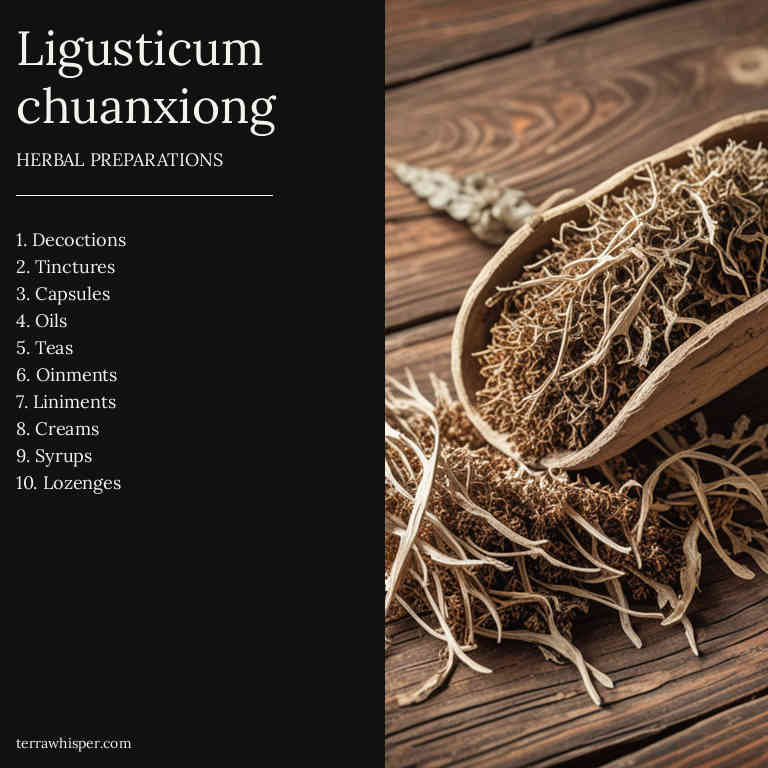 Ligusticum
chuanxiong
HERBAL PREPARATIONS
1. Decoctions
2. Tinctures
3. Capsules
4. Oils
5. Teas
6. Oinments
7. Liniments
8. Creams
9. Syrups
10. Lozenges
terrawhisper.com